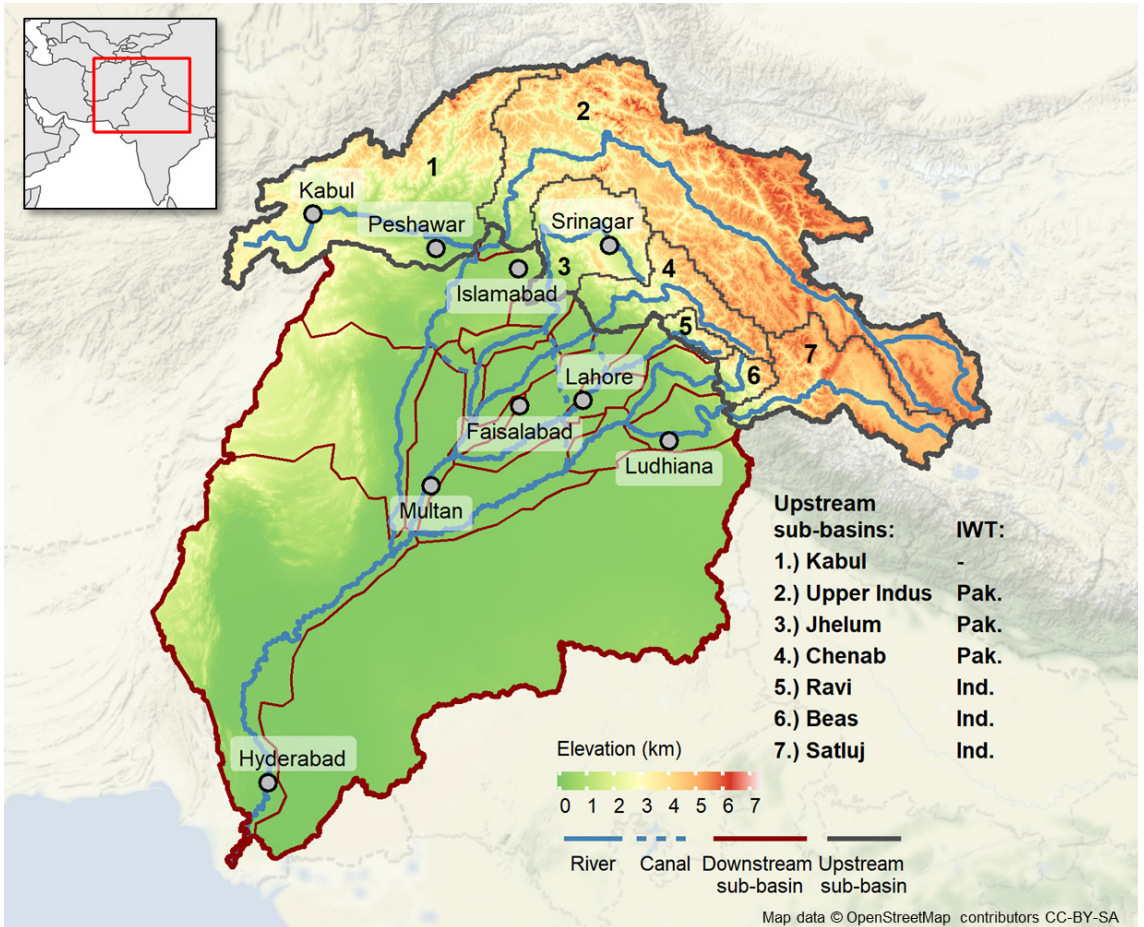 2
1
Kabul
Peshawar
Srinagar
3
4
Islamabad
5
7
6
Lahore
Faisalabad
Ludhiana
Multan
Upstream
sub-basins: IWT:
1.) Kabul -
2.) Upper Indus Pak.
3.) Jhelum Pak.
4.) Chenab Pak.
5.) Ravi Ind.
6.) Beas Ind.
7.) Satluj Ind.
Hyderabad
Elevation (km)
0 1 2 3 4 5 6 7
River Canal Downstream sub-basin Upstream sub-basin
Map data © OpenStreetMap contributors CC-BY-SA